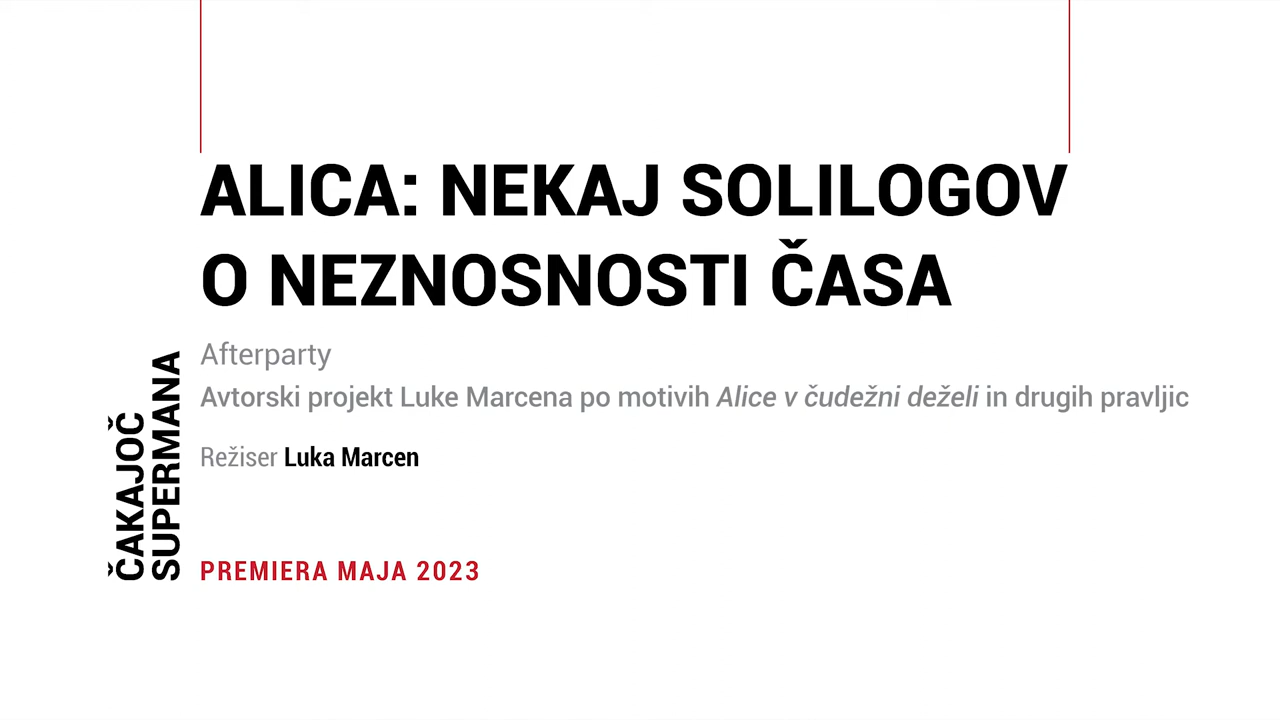 ALICA: NEKAJ SOLILOGOV
O NEZNOSNOSTI ČASA
Afterparty
Avtorski projekt Luke Marcena po motivih Alice v čudežni deželi in drugih pravljic
Režiser Luka Marcen
PREMIERA MAJA 2023
ČAKAJOČ
SUPERMANA